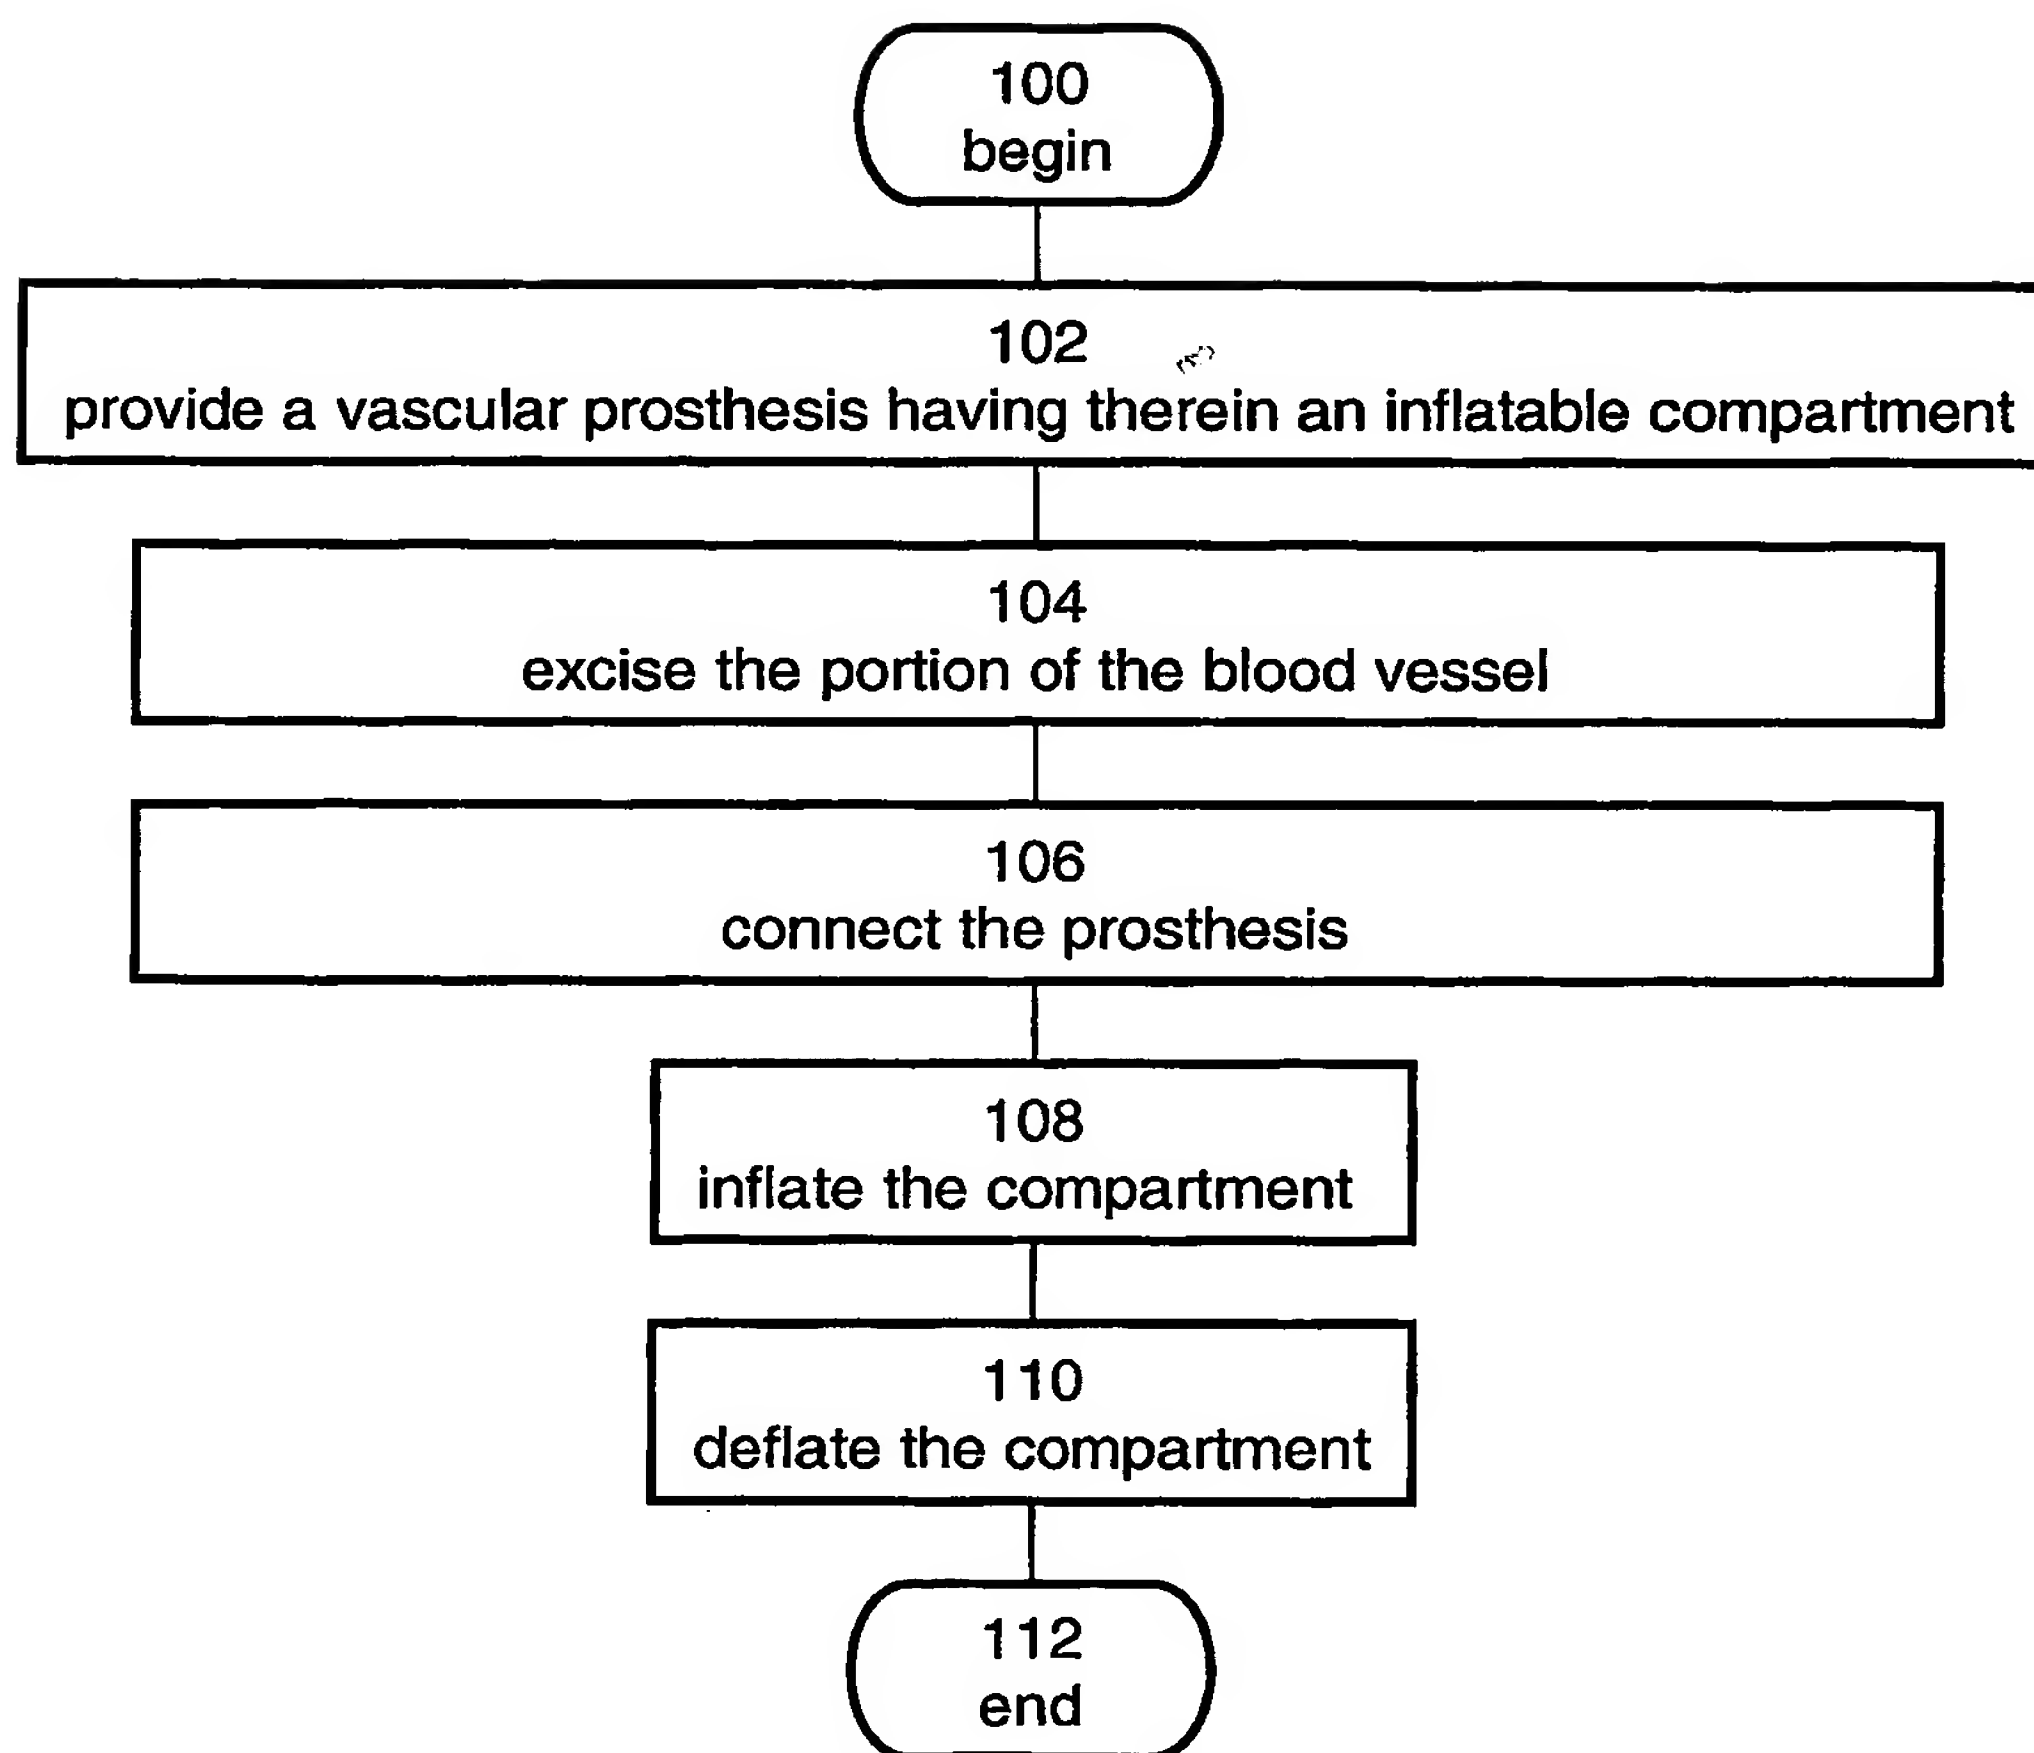 100
begin
102
provide a vascular prosthesis having therein an inflatable compartment
104
excise the portion of the blood vessel
106
connect the prosthesis
108
inflate the compartment
110
deflate the compartment
112
end